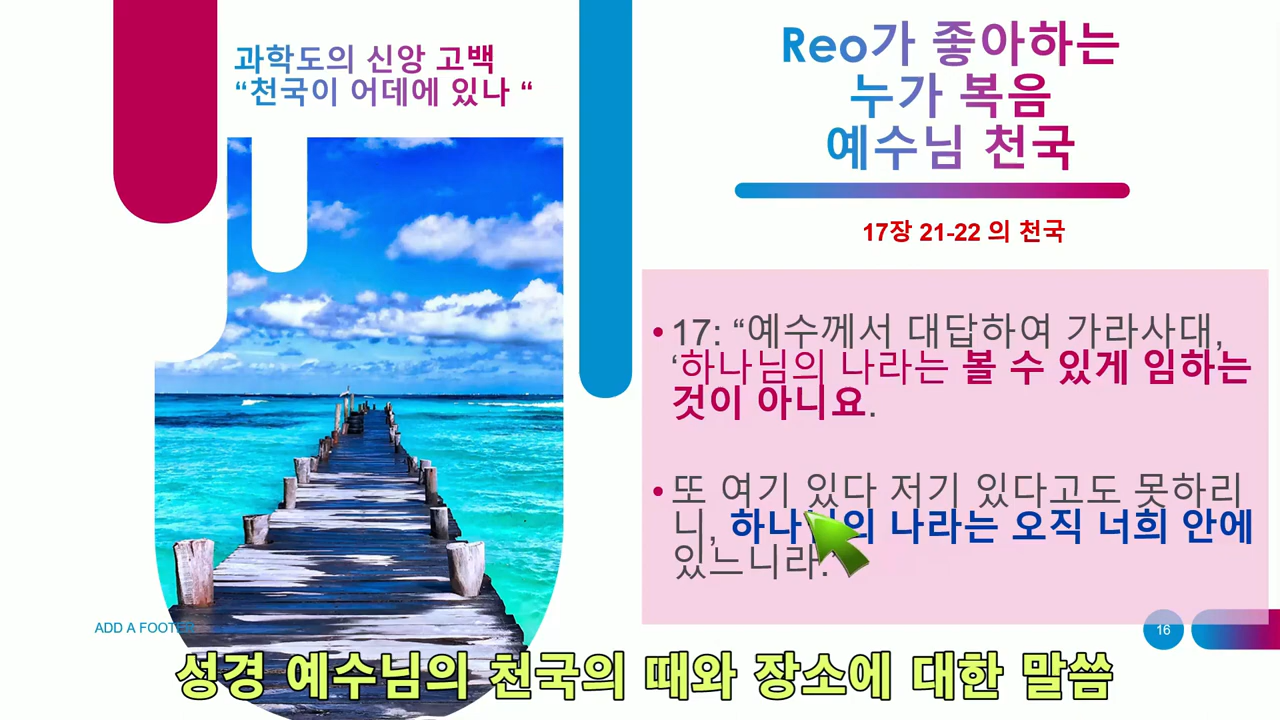 과학도의 신앙 고백
“천국이 어데에 있나 “
Reo가 좋아하는
누가 복음
예수님 천국
17장 21-22 의 천국
• 17: “예수께서 대답하여 가라사대,
‘하나님의 나라는 볼 수 있게 임하는
것이 아니요.
• 또 여기 있다 저기 있다고도 못하리
니, 하나님의 나라는 오직 너희 안에
있느니라.
ADD A FOOTER
16
성경 예수님의 천국의 때와 장소에 대한 말씀